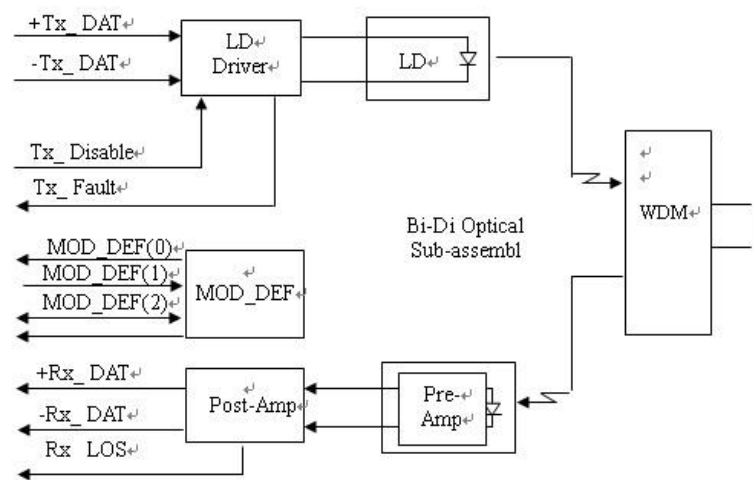 +Tx_ DAT↵
-Tx_ DAT↵
LD↵
Driver↵
LD↵
Tx_ Disable↵
Tx_ Fault↵
↵
↵
WDM↵
Bi-Di Optical
Sub-assembl
MOD_DEF(0)↵
MOD_DEF(1)↵
MOD_DEF(2)↵
↵
MOD_DEF↵
+Rx_ DAT↵
-Rx_ DAT↵
Rx LOS↵
↵
Post-Amp↵
Pre-↵
Amp↵